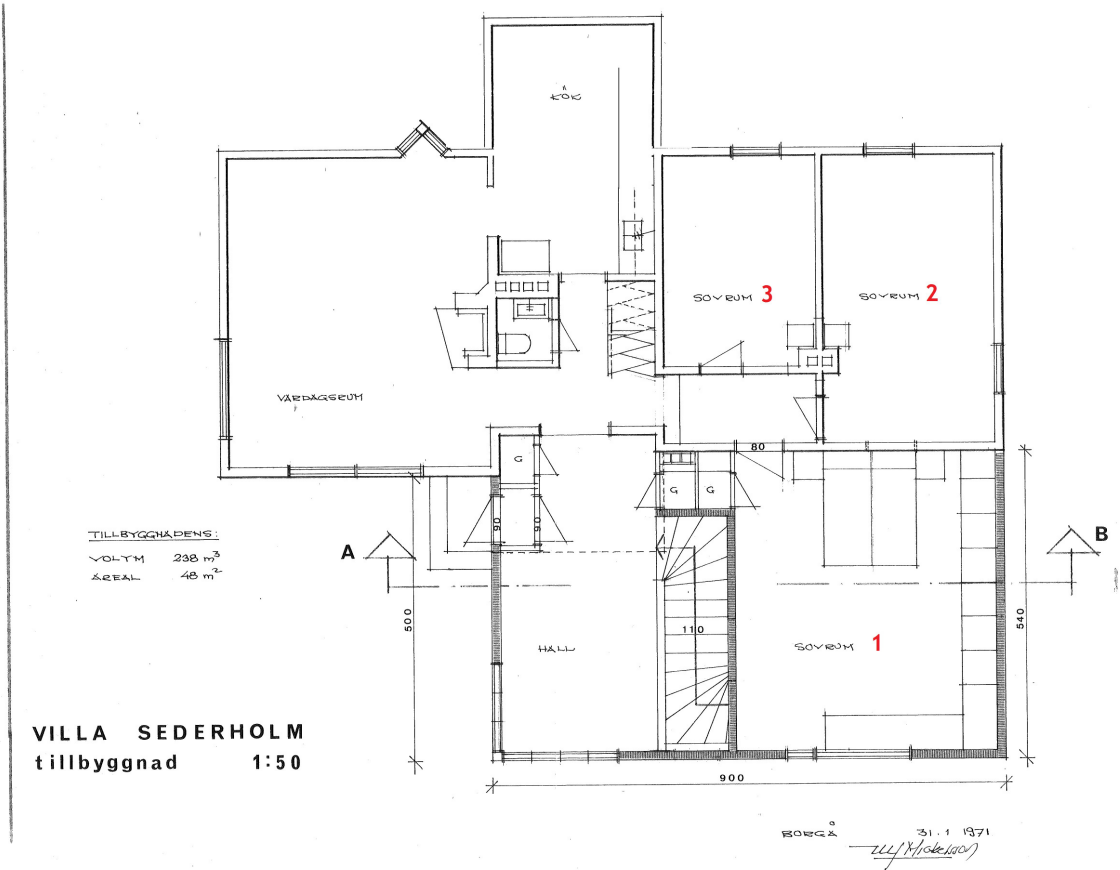 KÖK
SOVRUM 3
SOVRUM 2
VARDAGSRUM
80
G
G
G
90
90
TILLBYGGNADENS:
VOLYM 238 m³
AREAL 48 m²
A
B
500
540
110
HALL
SOVRUM 1
VILLA SEDERHOLM
tillbyggnad 1:50
900
BORGÅ 31.1 1971